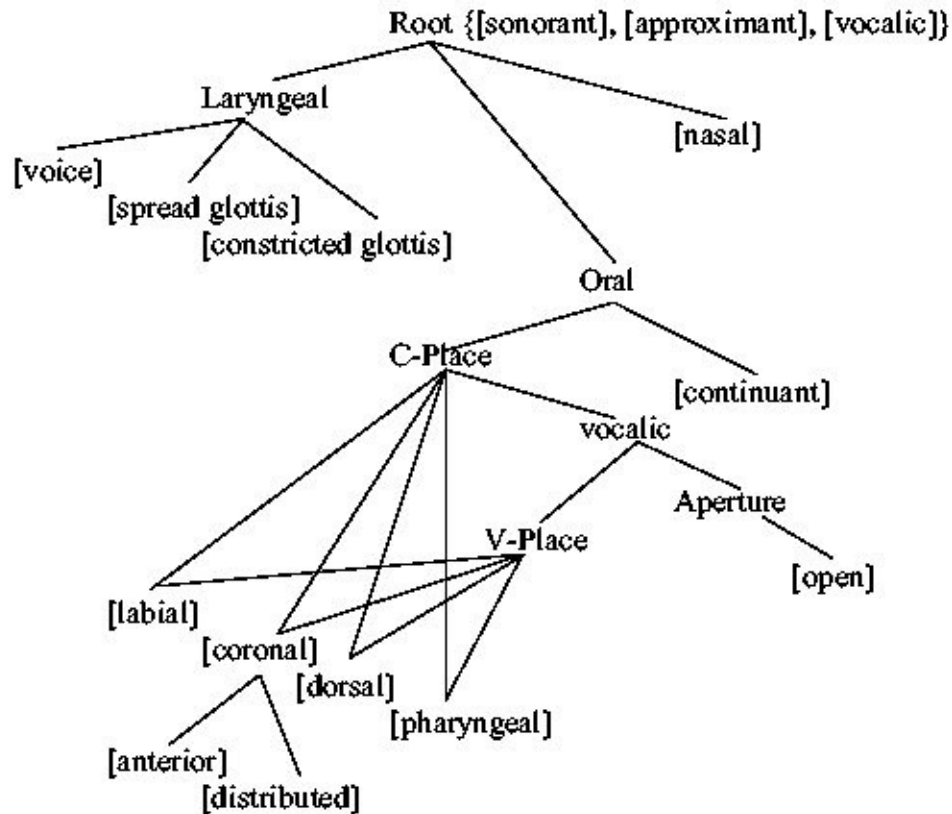 Root {[sonorant], [approximant], [vocalic]}
Laryngeal
[nasal]
[voice]
[spread glottis]
[constricted glottis]
Oral
C-Place
[continuant]
vocalic
Aperture
V-Place
[open]
[labial]
[coronal]
[dorsal]
[pharyngeal]
[anterior]
[distributed]